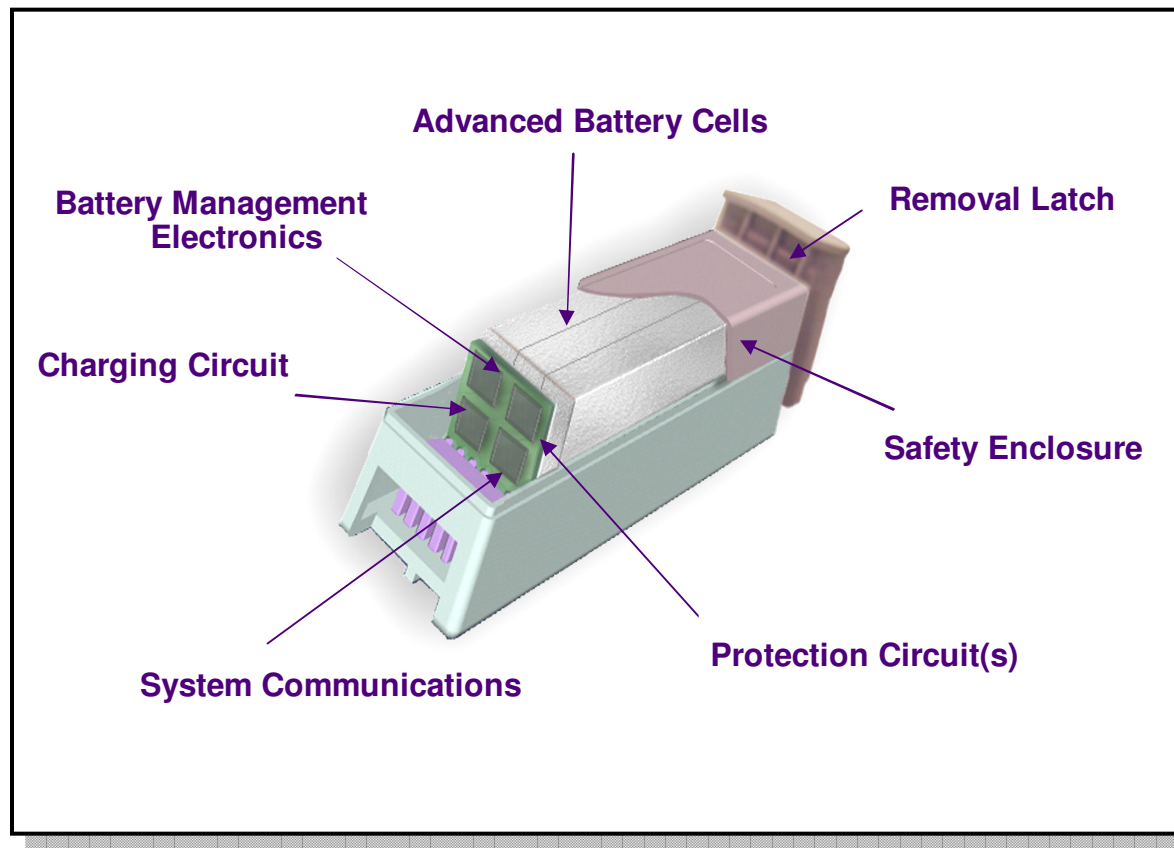 Advanced Battery Cells
Battery Management
Electronics
Removal Latch
Charging Circuit
Safety Enclosure
Protection Circuit(s)
System Communications